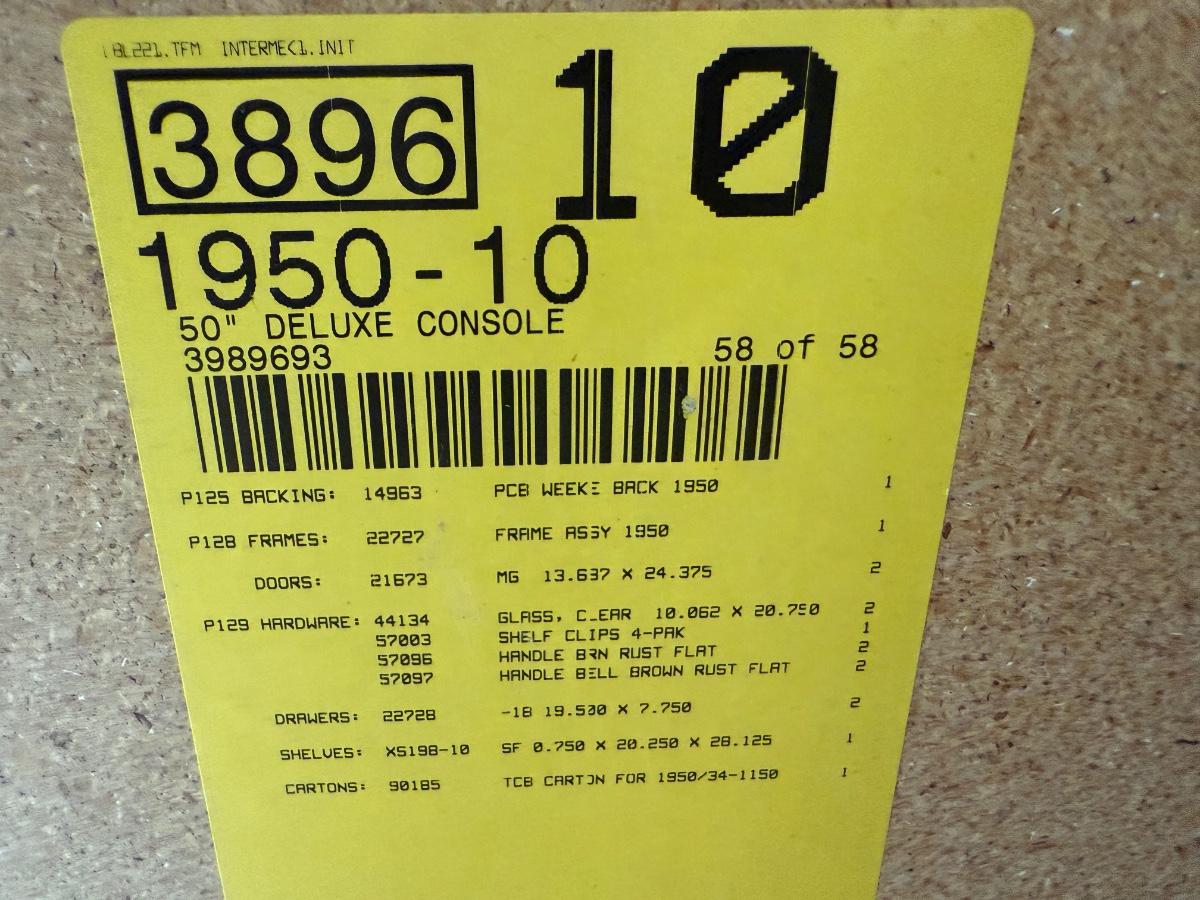 LBL221.TFM INTERMEC1.INIT
3896 10
1950-10
50" DELUXE CONSOLE
3989693 58 of 58
P125 BACKING: 14963 PCB WEEKE BACK 1950 1
P128 FRAMES: 22727 FRAME ASSY 1950 1
DOORS: 21673 MG 13.637 X 24.375 2
P129 HARDWARE: 44134 GLASS, CLEAR 10.062 X 20.750 2
57003 SHELF CLIPS 4-PAK 1
57096 HANDLE BRN RUST FLAT 2
57097 HANDLE BELL BROWN RUST FLAT 2
DRAWERS: 22728 -18 19.500 X 7.750 2
SHELVES: XS198-10 SF 0.750 X 20.250 X 28.125 1
CARTONS: 90185 TCB CARTON FOR 1950/34-1150 1